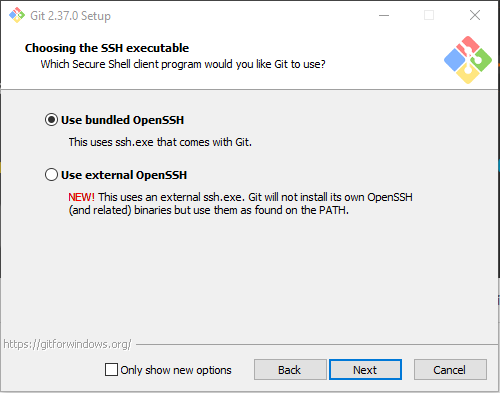 Git 2.37.0 Setup
Choosing the SSH executable
Which Secure Shell client program would you like Git to use?
Use bundled OpenSSH
This uses ssh.exe that comes with Git.
Use external OpenSSH
NEW! This uses an external ssh.exe. Git will not install its own OpenSSH
(and related) binaries but use them as found on the PATH.
https://gitforwindows.org/
Only show new options
Back
Next
Cancel